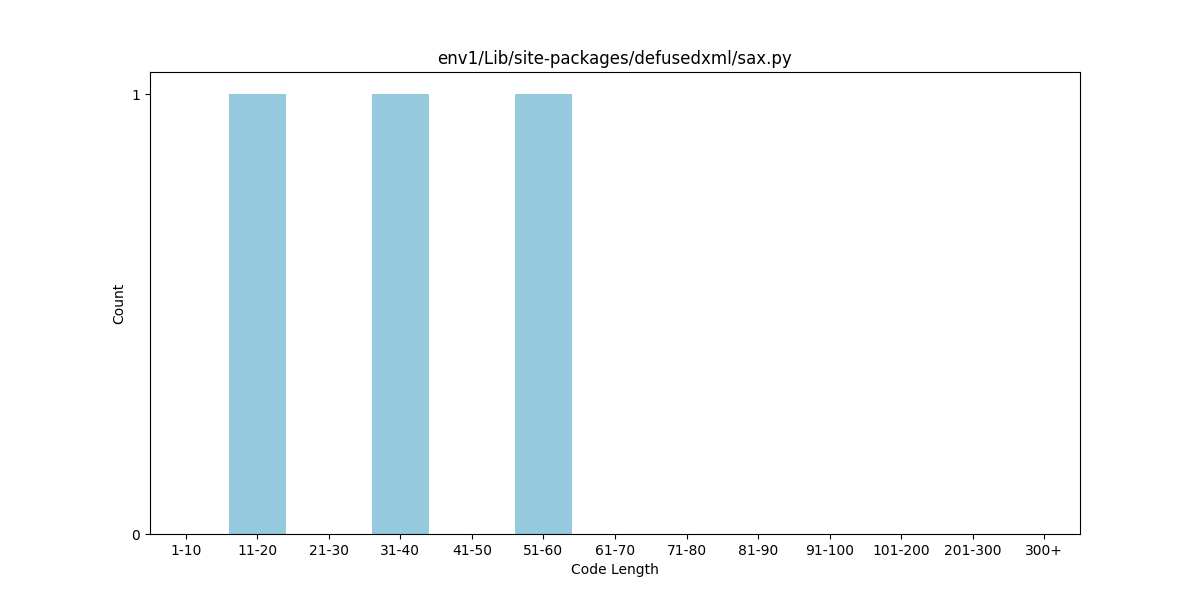 env1/Lib/site-packages/defusedxml/sax.py
1
Count
0
1-10 11-20 21-30 31-40 41-50 51-60 61-70 71-80 81-90 91-100 101-200 201-300 300+
Code Length